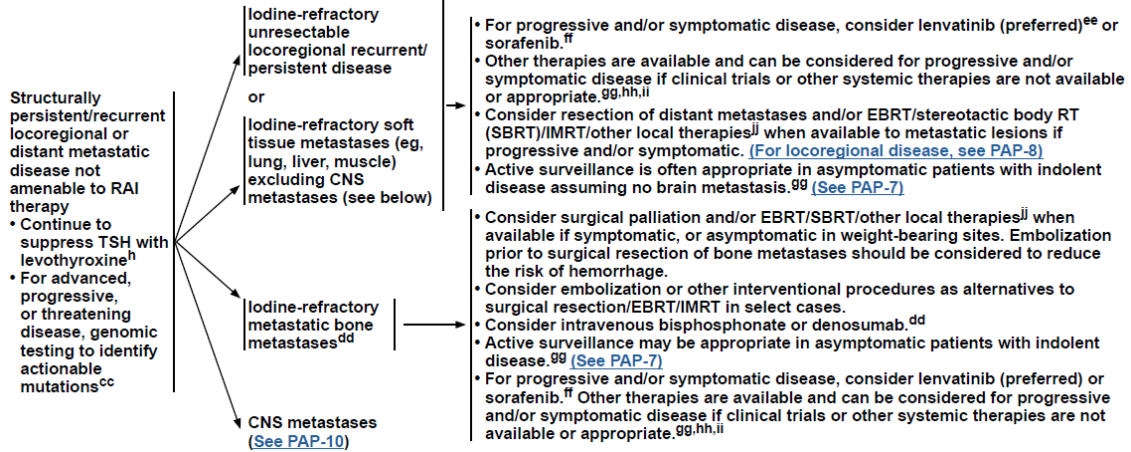 Structurally
persistent/recurrent
locoregional or
distant metastatic
disease not
amenable to RAI
therapy
• Continue to
suppress TSH with
levothyroxineh
• For advanced,
progressive,
or threatening
disease, genomic
testing to identify
actionable
mutationscc
Iodine-refractory
unresectable
locoregional recurrent/
persistent disease
or
Iodine-refractory soft
tissue metastases (eg,
lung, liver, muscle)
excluding CNS
metastases (see below)
• For progressive and/or symptomatic disease, consider lenvatinib (preferred)ee or
sorafenib.ff
• Other therapies are available and can be considered for progressive and/or
symptomatic disease if clinical trials or other systemic therapies are not available
or appropriate.gg,hh,ii
• Consider resection of distant metastases and/or EBRT/stereotactic body RT
(SBRT)/IMRT/other local therapiesjj when available to metastatic lesions if
progressive and/or symptomatic. (For locoregional disease, see PAP-8)
• Active surveillance is often appropriate in asymptomatic patients with indolent
disease assuming no brain metastasis.gg (See PAP-7)
Iodine-refractory
metastatic bone
metastasesdd
• Consider surgical palliation and/or EBRT/SBRT/other local therapiesjj when
available if symptomatic, or asymptomatic in weight-bearing sites. Embolization
prior to surgical resection of bone metastases should be considered to reduce
the risk of hemorrhage.
• Consider embolization or other interventional procedures as alternatives to
surgical resection/EBRT/IMRT in select cases.
• Consider intravenous bisphosphonate or denosumab.dd
• Active surveillance may be appropriate in asymptomatic patients with indolent
disease.gg (See PAP-7)
• For progressive and/or symptomatic disease, consider lenvatinib (preferred) or
sorafenib.ff Other therapies are available and can be considered for progressive
and/or symptomatic disease if clinical trials or other systemic therapies are not
available or appropriate.gg,hh,ii
CNS metastases
(See PAP-10)